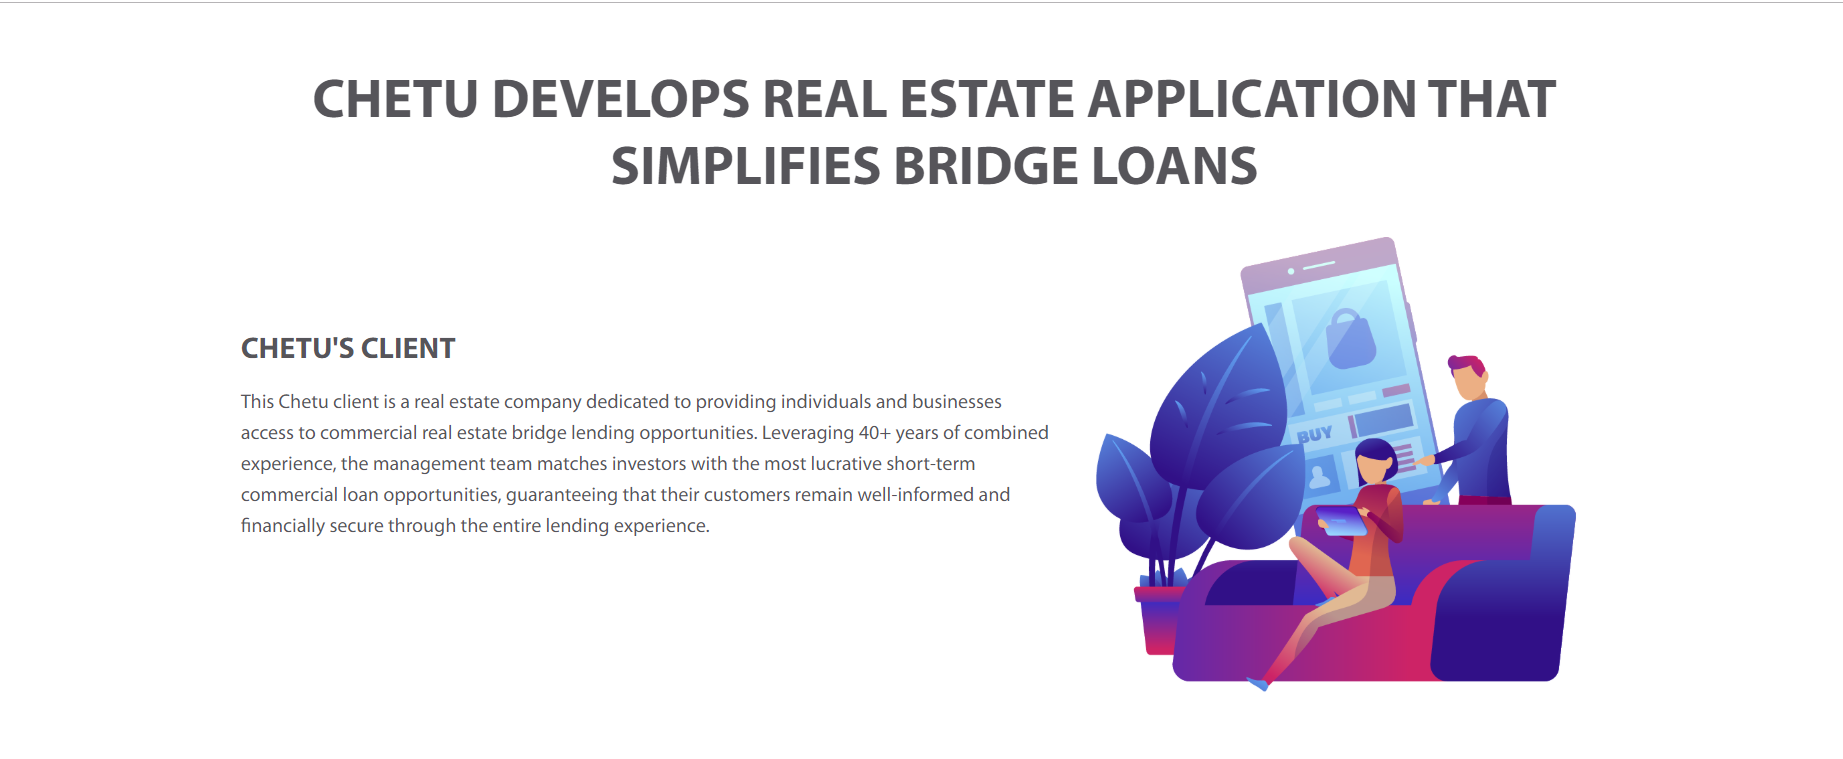 CHETU DEVELOPS REAL ESTATE APPLICATION THAT
SIMPLIFIES BRIDGE LOANS
CHETU'S CLIENT
This Chetu client is a real estate company dedicated to providing individuals and businesses
access to commercial real estate bridge lending opportunities. Leveraging 40+ years of combined
experience, the management team matches investors with the most lucrative short-term
commercial loan opportunities, guaranteeing that their customers remain well-informed and
financially secure through the entire lending experience.
BUY